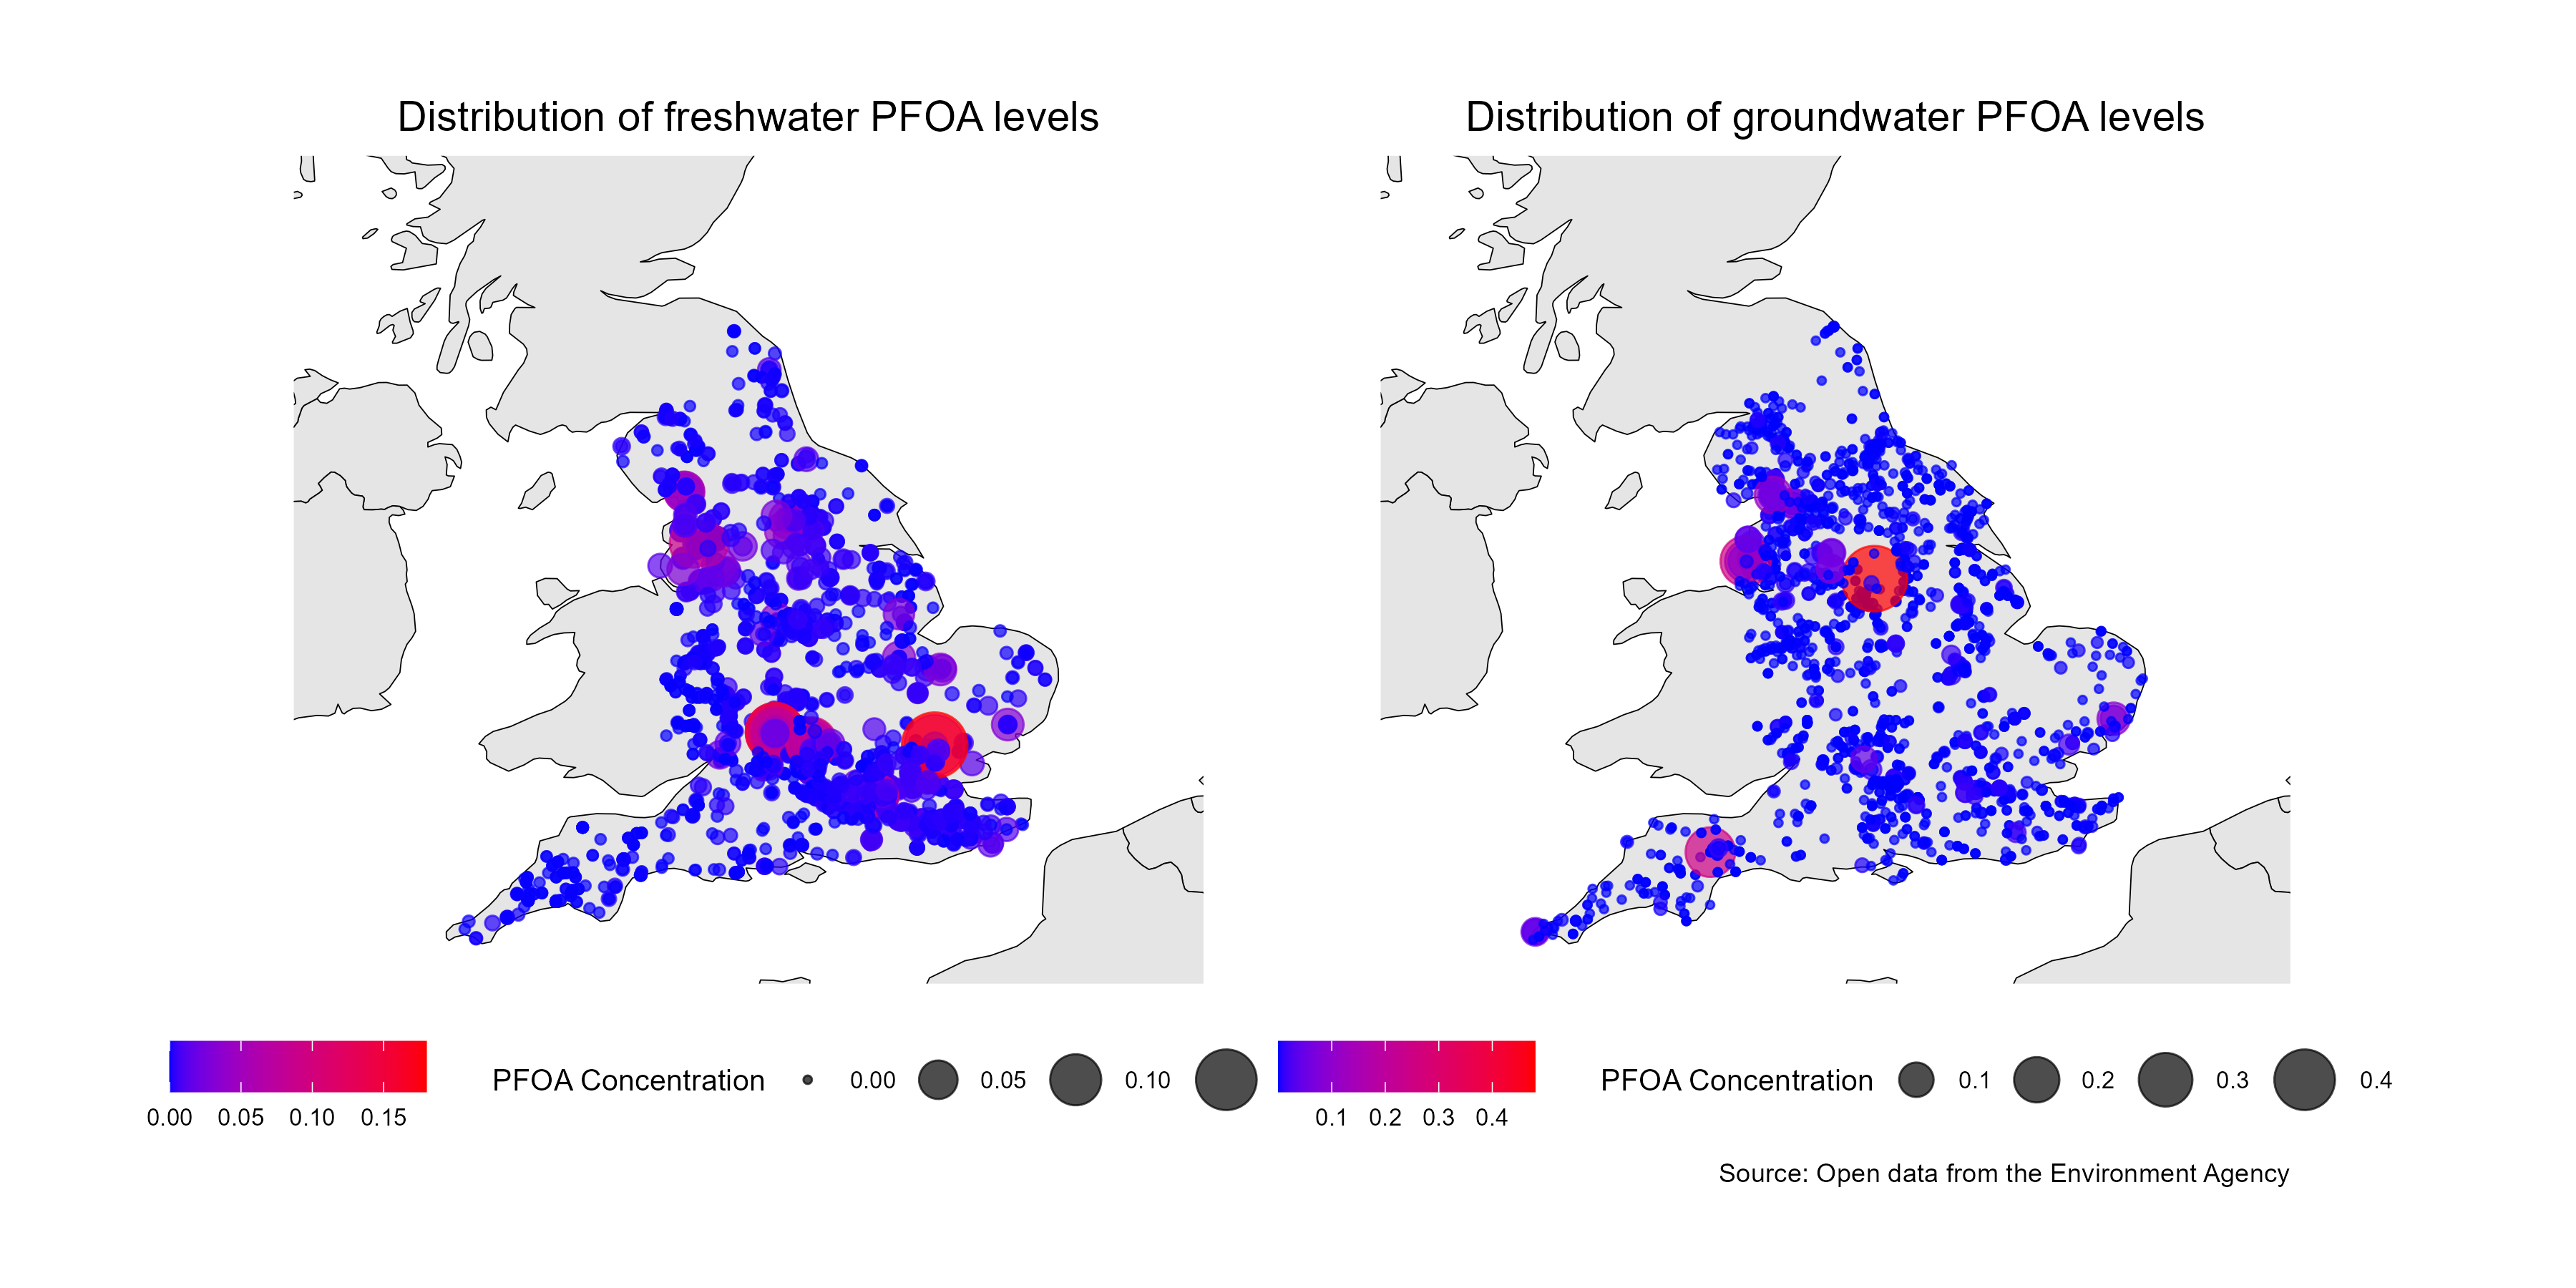 Distribution of freshwater PFOA levels
Distribution of groundwater PFOA levels
0.00 0.05 0.10 0.15
PFOA Concentration 0.00 0.05 0.10
0.1 0.2 0.3 0.4
PFOA Concentration 0.1 0.2 0.3 0.4
Source: Open data from the Environment Agency